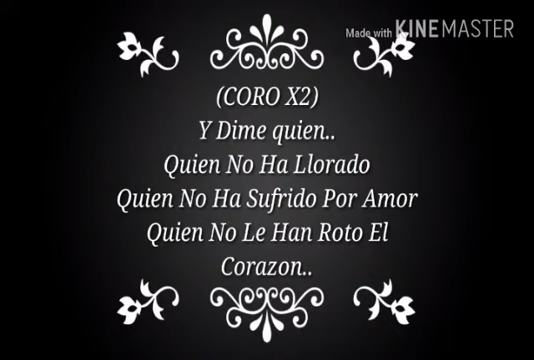 Made with KINEMASTER
(CORO X2)
Y Dime quien..
Quien No Ha Llorado
Quien No Ha Sufrido Por Amor
Quien No Le Han Roto El
Corazon..